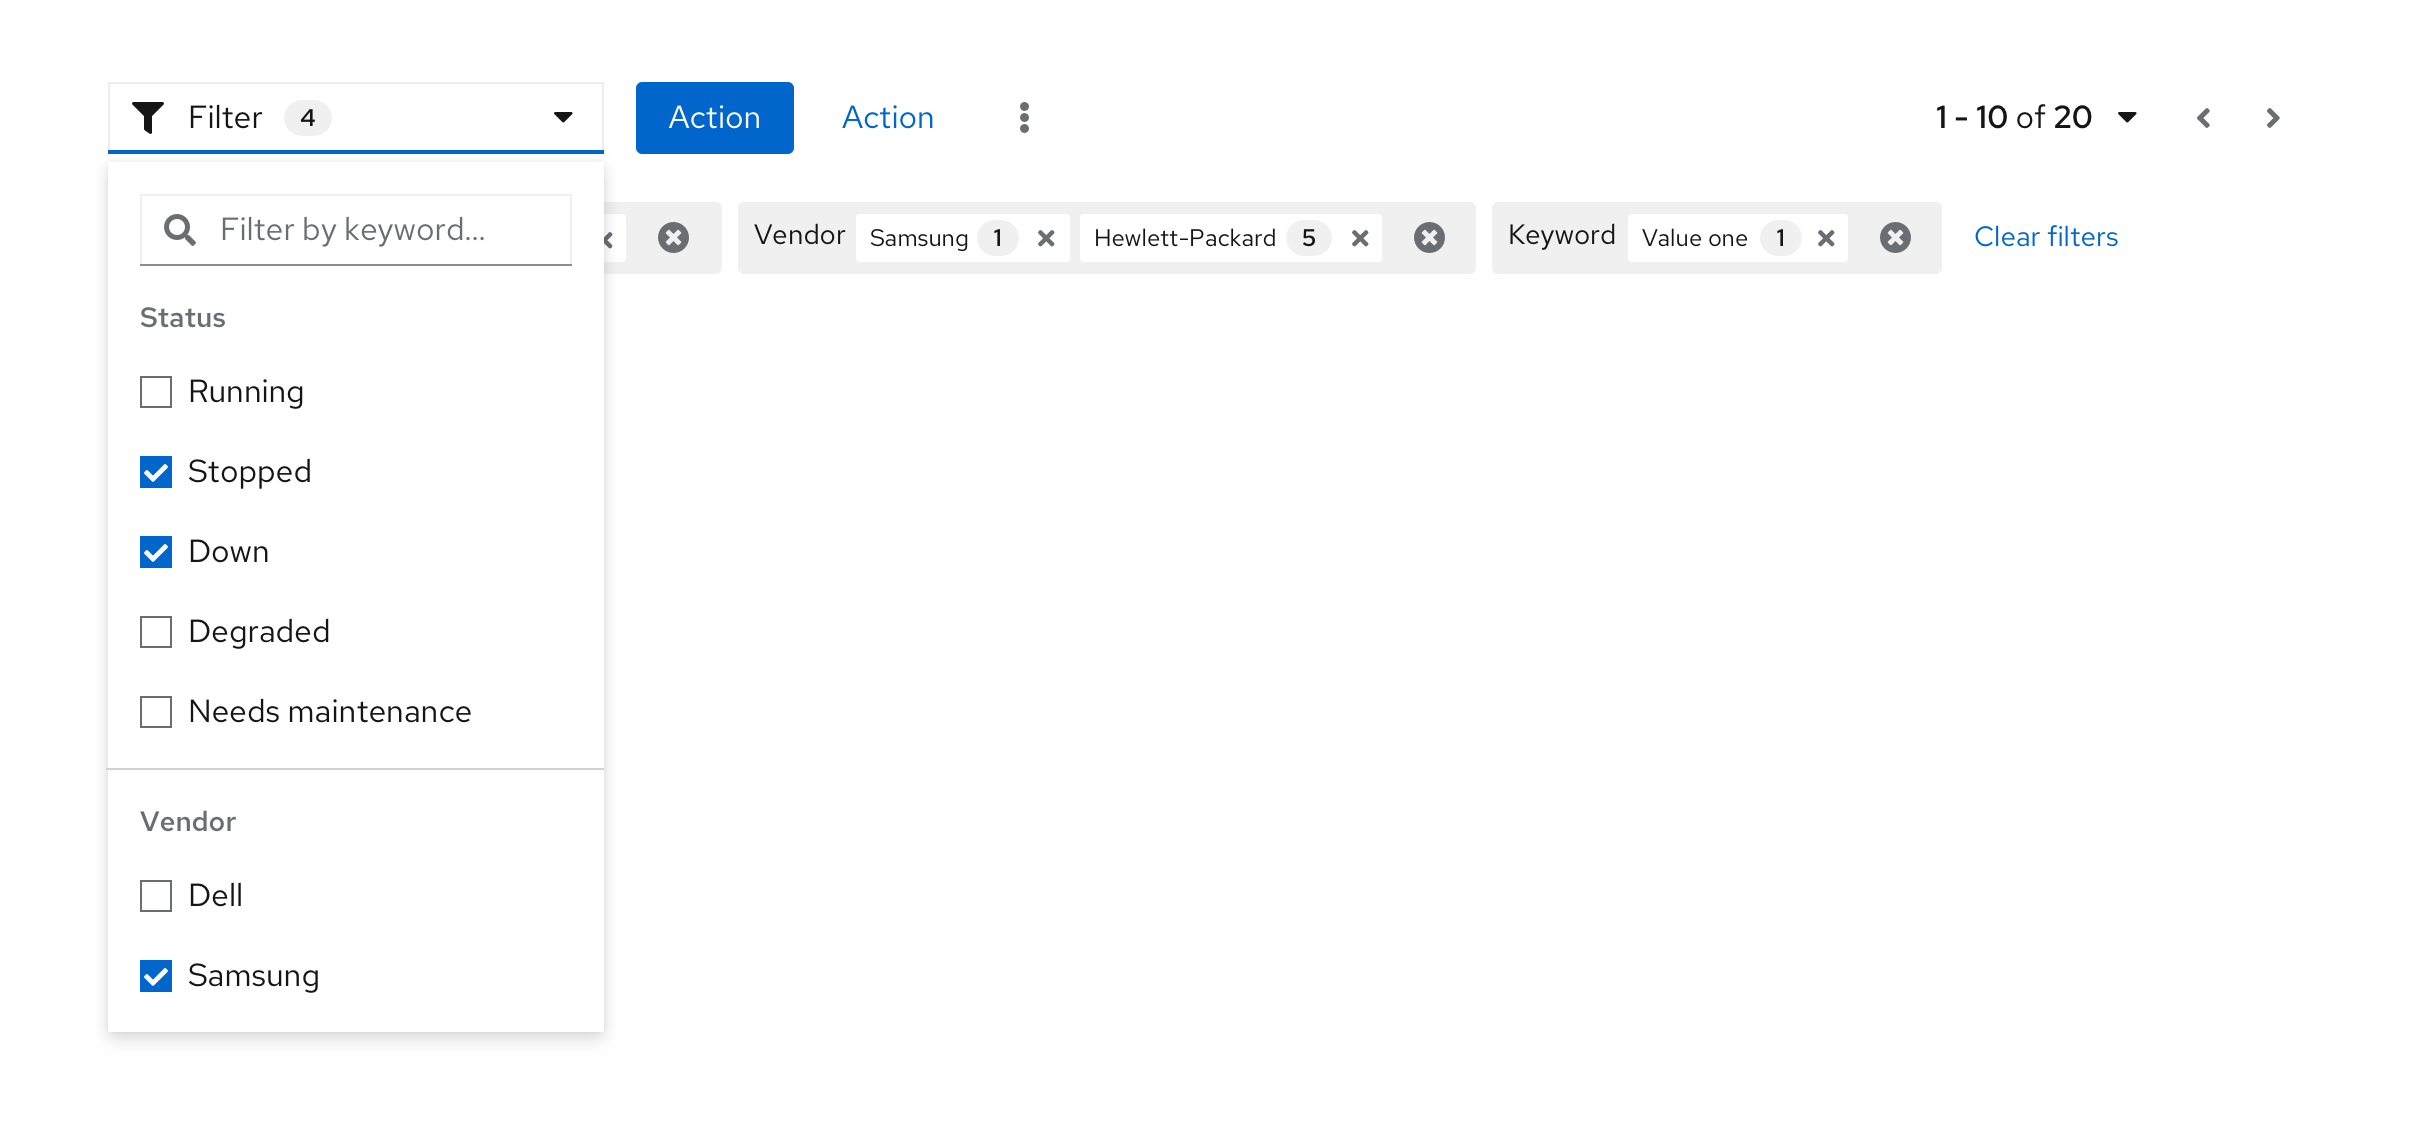 Filter 4 Action Action 1 - 10 of 20
Filter by keyword...
Vendor Samsung 1 Hewlett-Packard 5 Keyword Value one 1 Clear filters
Status
Running
Stopped
Down
Degraded
Needs maintenance
Vendor
Dell
Samsung